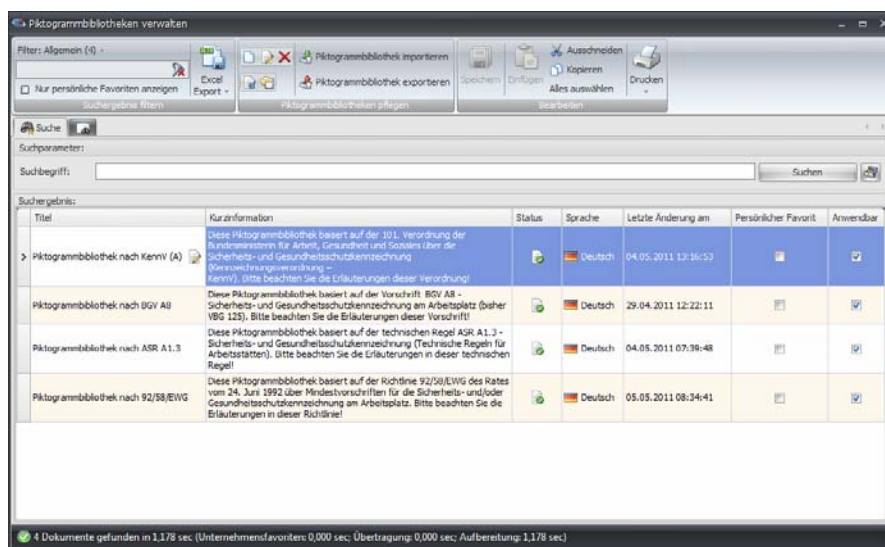 Piktogrammbibliotheken verwalten
Filter: Allgemein (4)
Nur persönliche Favoriten anzeigen
Suchergebnis filtern
Excel
Export
Piktogrammbibliothek importieren
Piktogrammbibliothek exportieren
Piktogrammbibliotheken pflegen
Speichern
Einfügen
Ausschneiden
Kopieren
Alles auswählen
Bearbeiten
Drucken
Suche
Suchparameter:
Suchbegriff:
Suchen
Suchergebnis:
Titel Kurzinformation Status Sprache Letzte Änderung am Persönlicher Favorit Anwendbar
Piktogrammbibliothek nach KennV (A)
Diese Piktogrammbibliothek basiert auf der 101. Verordnung der
Bundesministerin für Arbeit, Gesundheit und Soziales über die
Sicherheits- und Gesundheitsschutzkennzeichnung
(Kennzeichnungsverordnung –
KennV). Bitte beachten Sie die Erläuterungen dieser Verordnung!
Deutsch 04.05.2011 13:16:53
Piktogrammbibliothek nach BGV A8
Diese Piktogrammbibliothek basiert auf der Vorschrift BGV A8 -
Sicherheits- und Gesundheitsschutzkennzeichnung am Arbeitsplatz (bisher
VBG 125). Bitte beachten Sie die Erläuterungen dieser Vorschrift!
Deutsch 29.04.2011 12:22:11
Piktogrammbibliothek nach ASR A1.3
Diese Piktogrammbibliothek basiert auf der technischen Regel ASR A1.3 -
Sicherheits- und Gesundheitsschutzkennzeichnung (Technische Regeln für
Arbeitsstätten). Bitte beachten Sie die Erläuterungen in dieser technischen
Regel!
Deutsch 04.05.2011 07:39:48
Piktogrammbibliothek nach 92/58/EWG
Diese Piktogrammbibliothek basiert auf der Richtlinie 92/58/EWG des Rates
vom 24. Juni 1992 über Mindestvorschriften für die Sicherheits- und/oder
Gesundheitsschutzkennzeichnung am Arbeitsplatz. Bitte beachten Sie die
Erläuterungen in dieser Richtlinie!
Deutsch 05.05.2011 08:34:41
4 Dokumente gefunden in 1,178 sec (Unternehmensfavoriten: 0,000 sec; Übertragung: 0,000 sec; Aufbereitung: 1,178 sec)